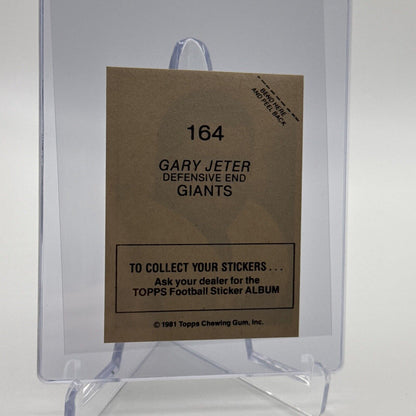 BEND HERE
AND PEEL BACK
164
GARY JETER
DEFENSIVE END
GIANTS
TO COLLECT YOUR STICKERS...
Ask your dealer for the
TOPPS Football Sticker ALBUM
© 1981 Topps Chewing Gum, Inc.